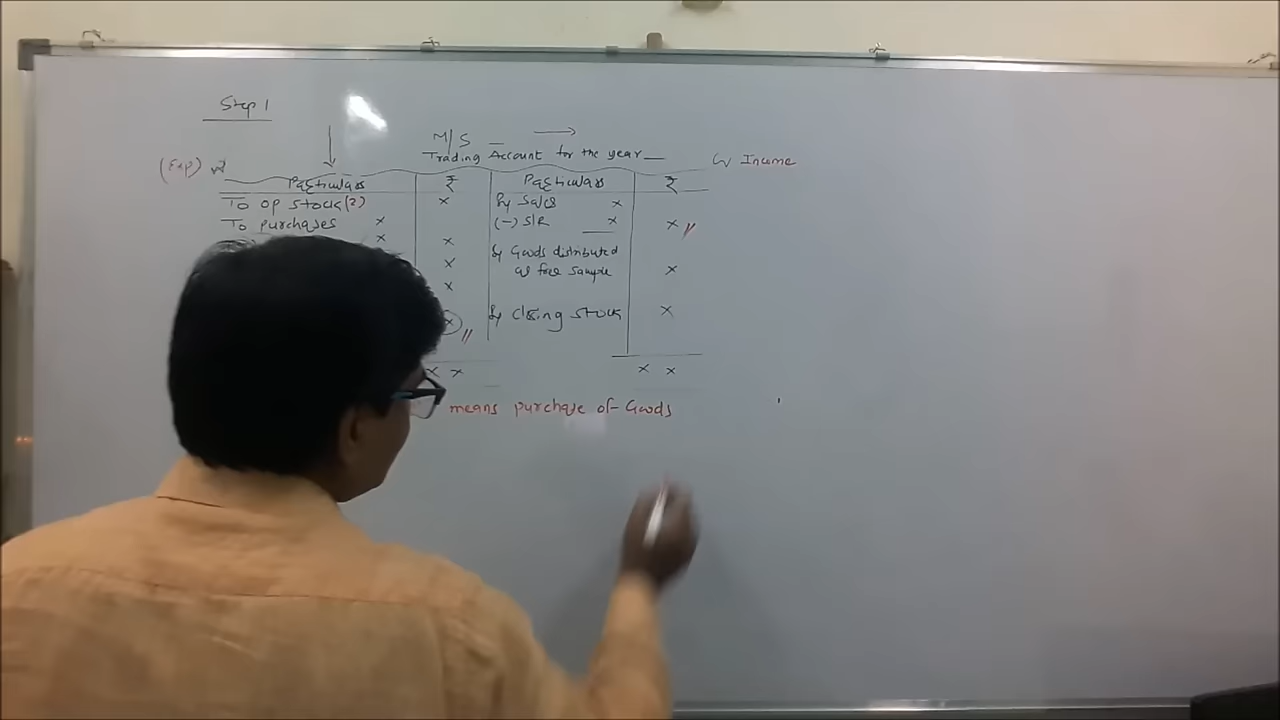 Step 1
M/S —
Trading Account for the year —
(Exp) Dr
Cr Income
Particulars ₹ Particulars ₹
To op stock (2) x By Sales x
To purchases x (-) S/R x x
x x By Goods distributed
x as free sample x
x
x By closing stock x
x x x x
means purchase of Goods